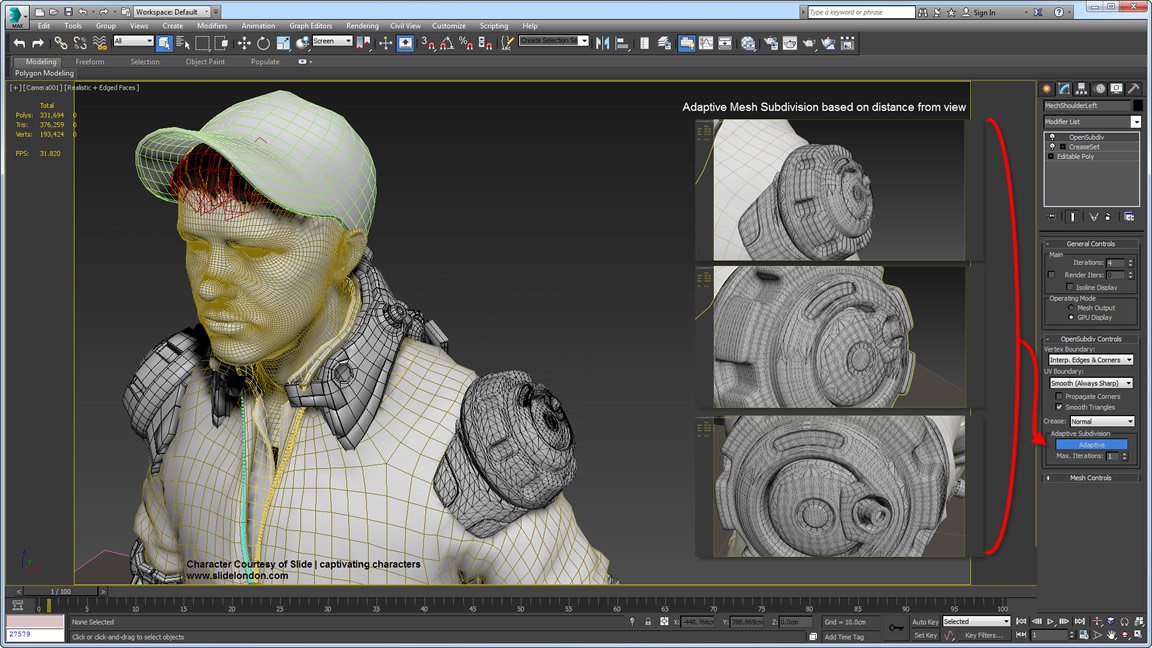 MAX
Workspace: Default
Type a keyword or phrase
Sign In
Edit Tools Group Views Create Modifiers Animation Graph Editors Rendering Civil View Customize Scripting Help
All
Screen
Create Selection Se
Modeling Freeform Selection Object Paint Populate
Polygon Modeling
[+] [Camera001] [Realistic + Edged Faces]
Total
Polys: 331,694 0
Tris: 376,259 0
Verts: 193,424 0
FPS: 31.820
Adaptive Mesh Subdivision based on distance from view
Character Courtesy of Slide | captivating characters
www.slidelondon.com
MechShoulderLeft
Modifier List
OpenSubdiv
CreaseSet
Editable Poly
General Controls
Main
Iterations: 4
Render Iters: 0
Isoline Display
Operating Mode
Mesh Output
GPU Display
OpenSubdiv Controls
Vertex Boundary:
Interp. Edges & Corners
UV Boundary:
Smooth (Always Sharp)
Propagate Corners
Smooth Triangles
Crease: Normal
Adaptive Subdivision
Adaptive
Max. Iterations: 1
Mesh Controls
< 1 / 100 >
0 5 10 15 20 25 30 35 40 45 50 55 60 65 70 75 80 85 90 95 100
None Selected
X: -448.766cm Y: 398.869cm Z: 0.0cm
Grid = 10.0cm
Auto Key Selected
27579
Click or click-and-drag to select objects
Add Time Tag
Set Key Key Filters...
1